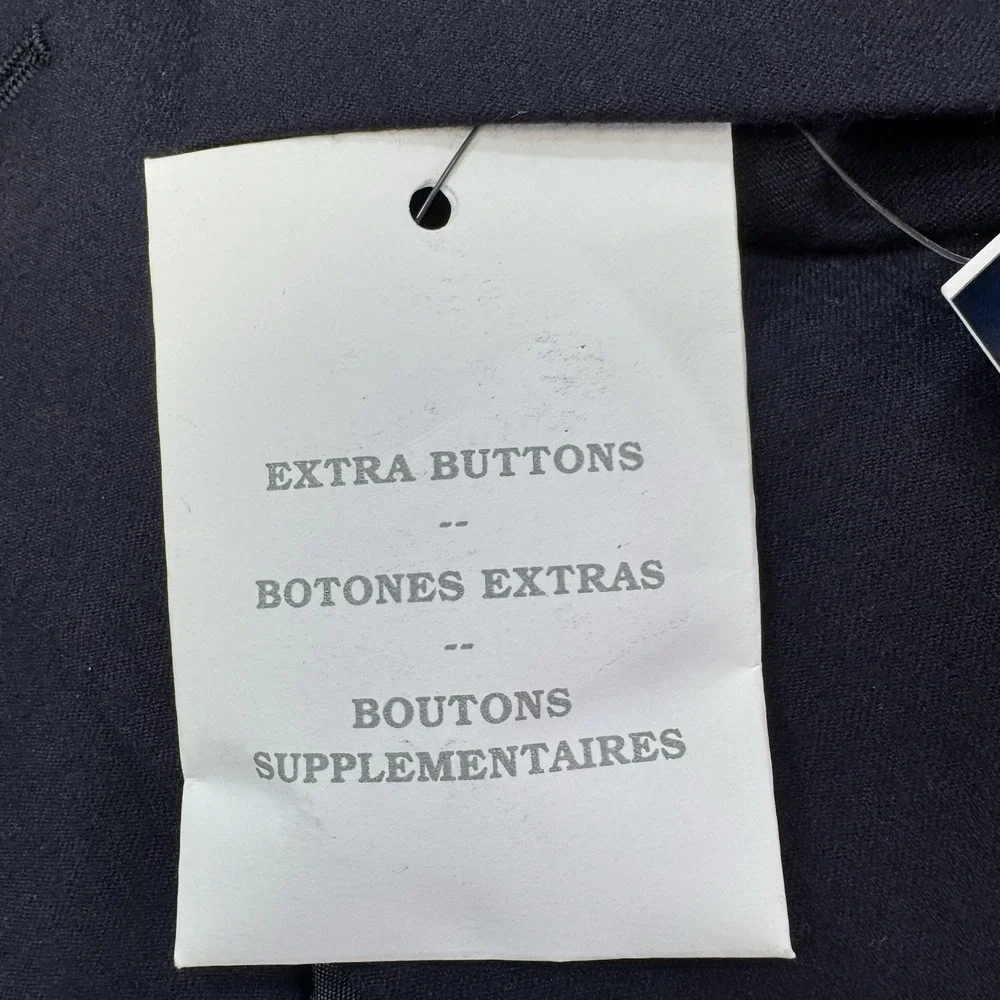 EXTRA BUTTONS
--
BOTONES EXTRAS
--
BOUTONS
SUPPLEMENTAIRES